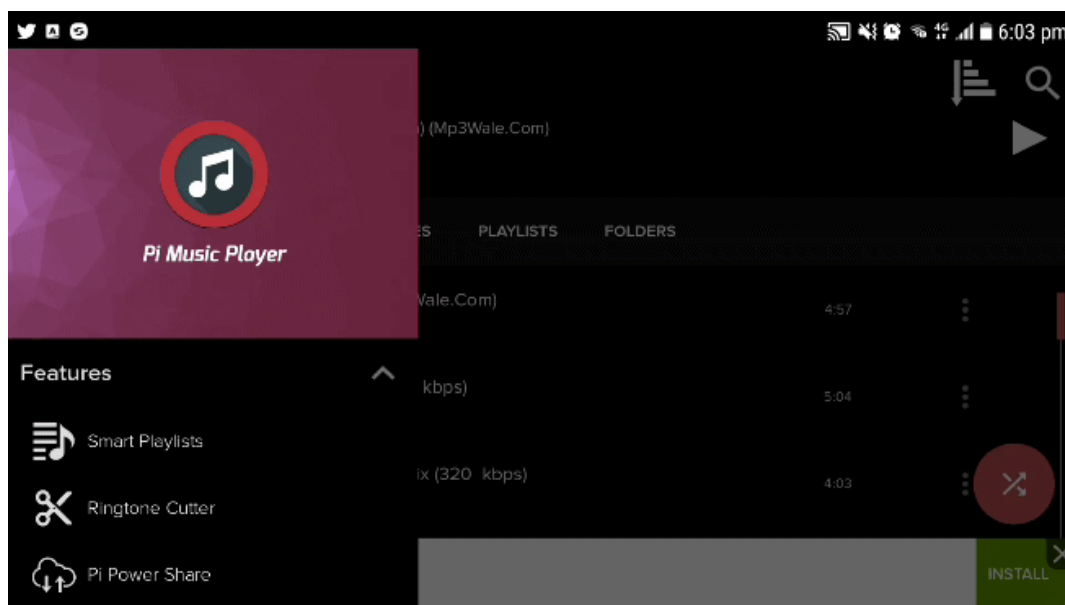 4G 6:03 pm
) (Mp3Wale.Com)
Pi Music Player
ES PLAYLISTS FOLDERS
Wale.Com) 4:57
Features
kbps) 5:04
Smart Playlists
ix (320 kbps) 4:03
Ringtone Cutter
Pi Power Share
INSTALL